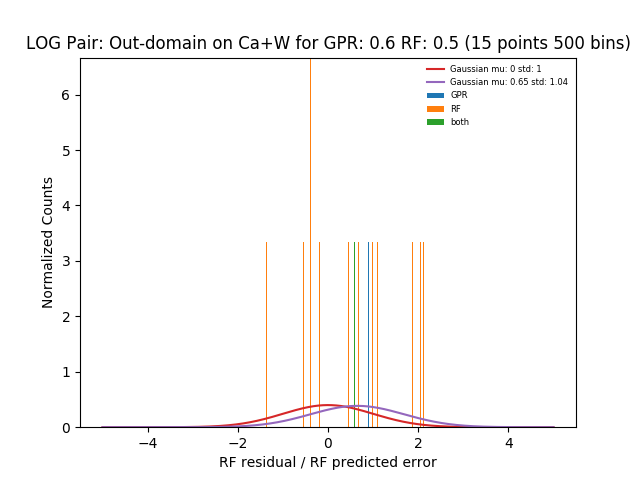 LOG Pair: Out-domain on Ca+W for GPR: 0.6 RF: 0.5 (15 points 500 bins)
Gaussian mu: 0 std: 1
Gaussian mu: 0.65 std: 1.04
GPR
RF
both
Normalized Counts
6
5
4
3
2
1
0
−4 −2 0 2 4
RF residual / RF predicted error